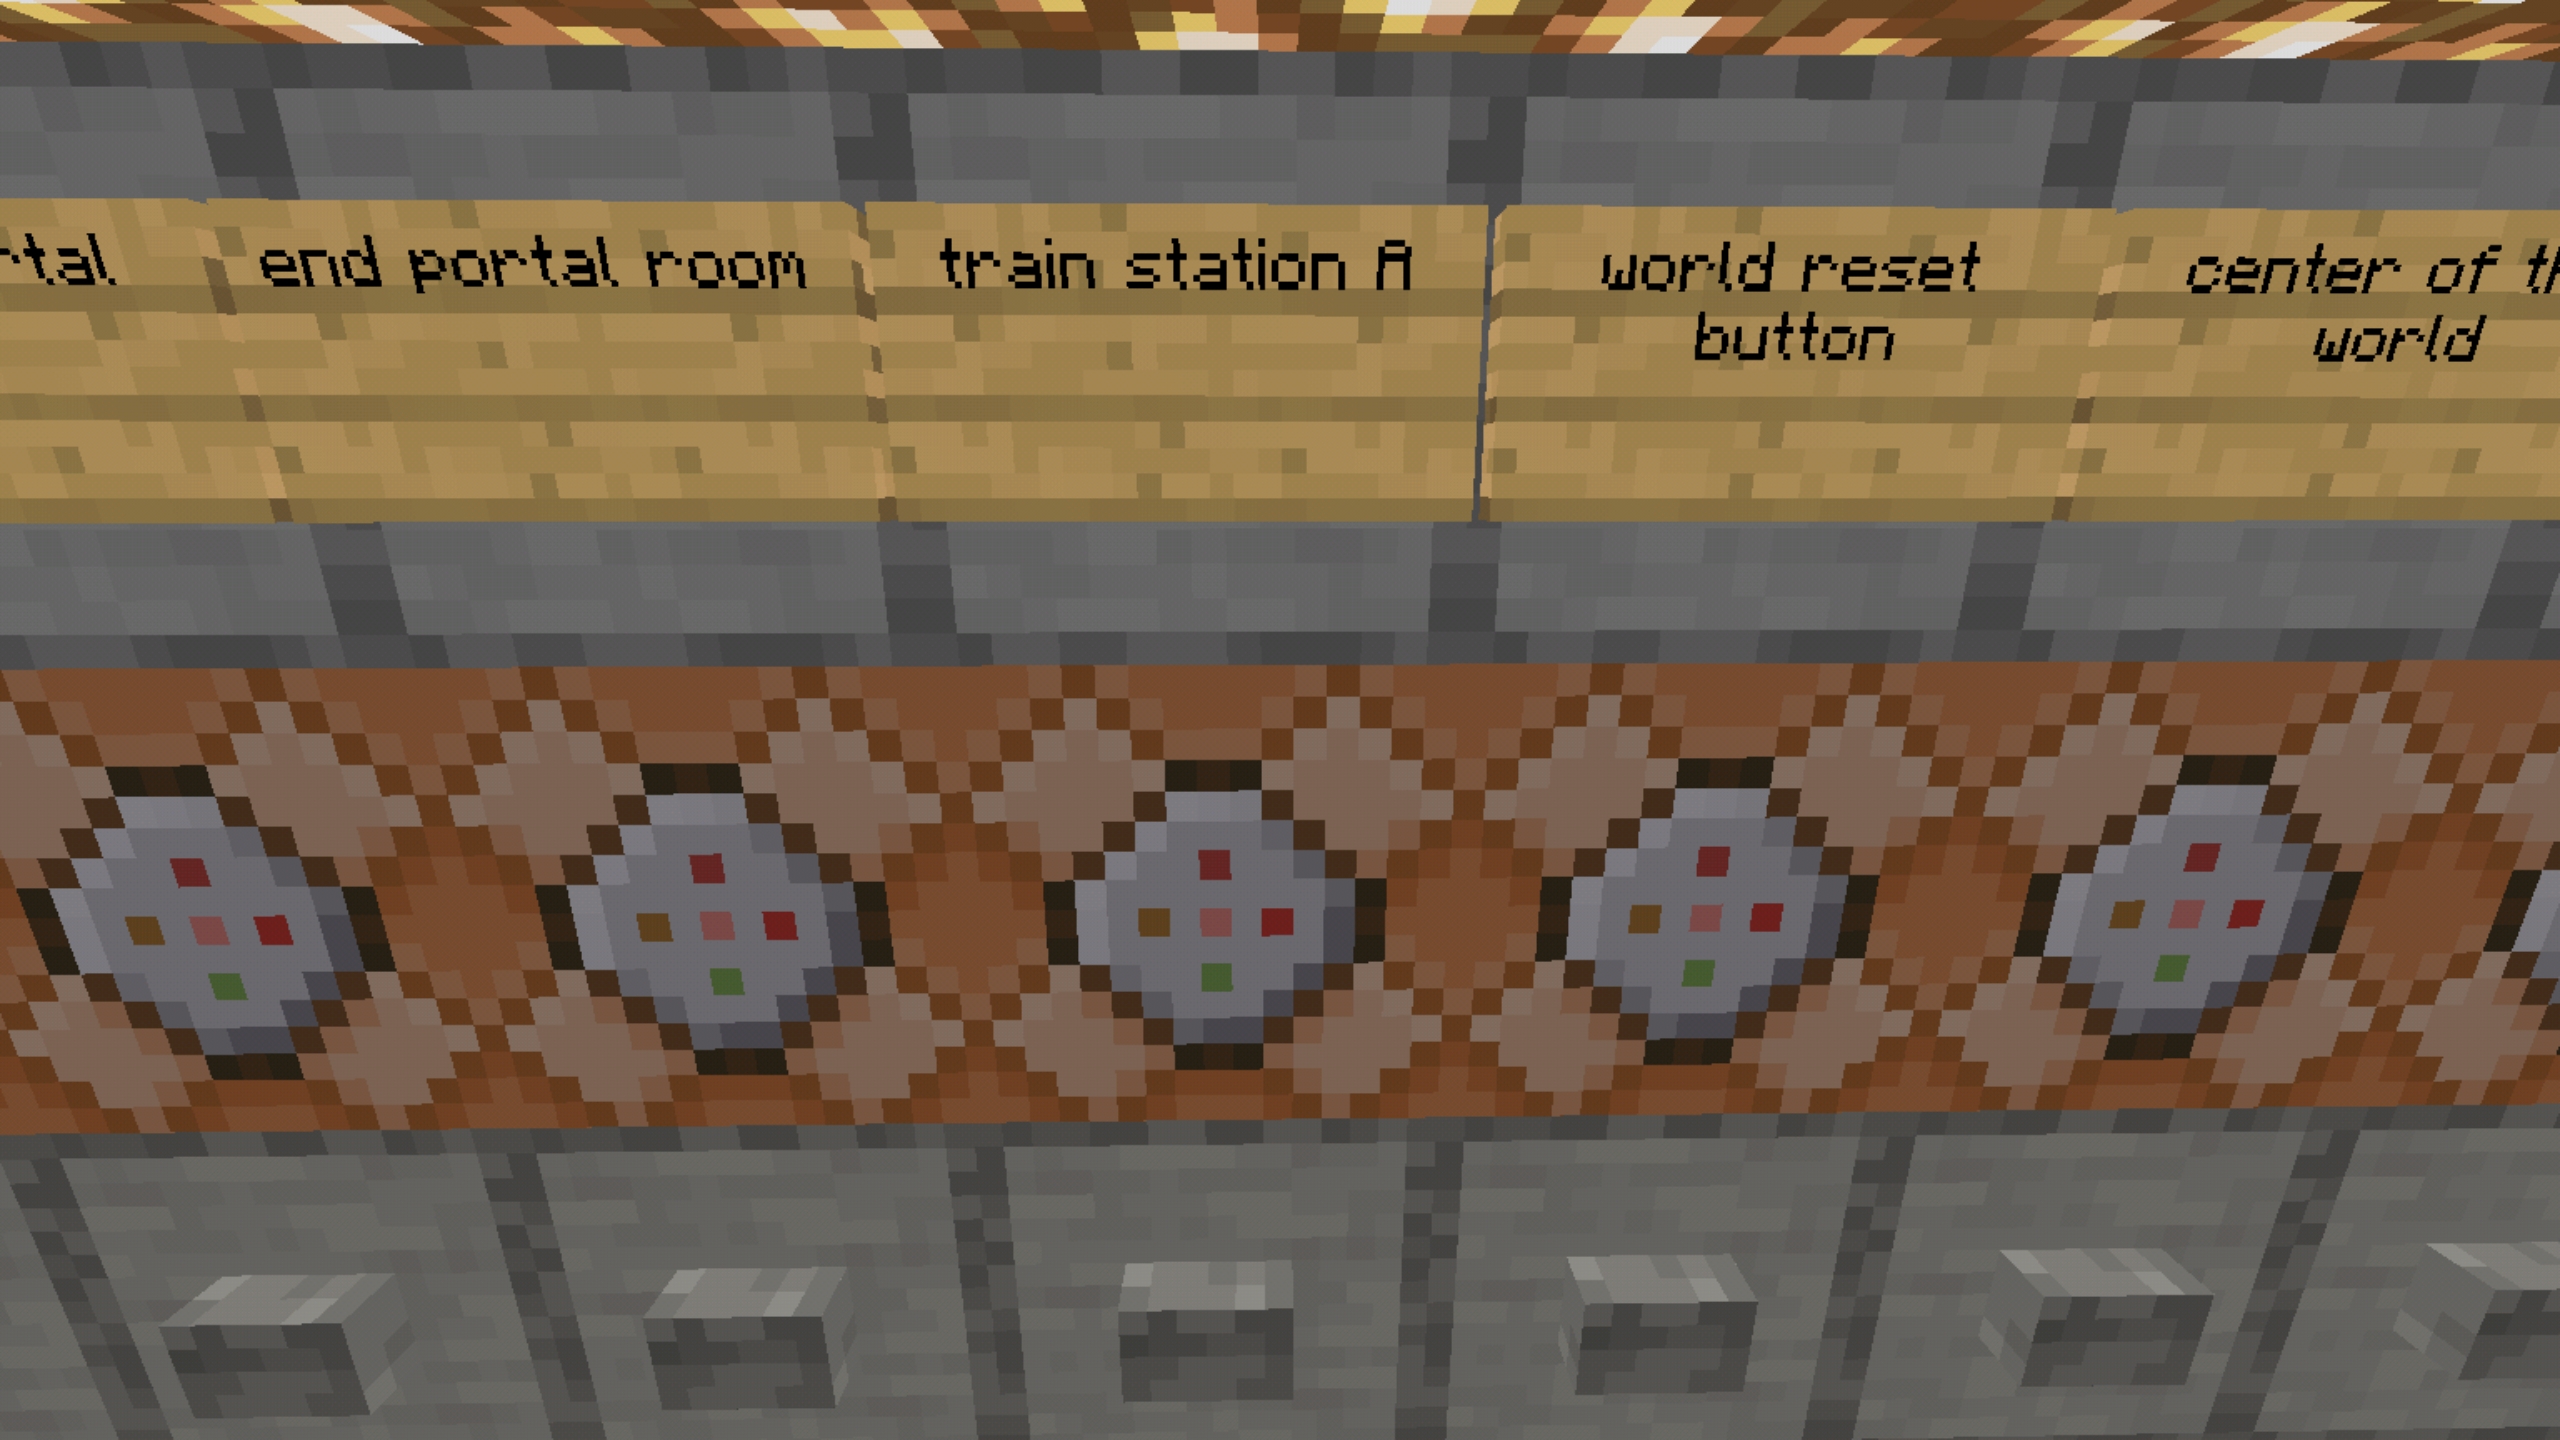 end portal room
train station A
world reset
button
center of
world